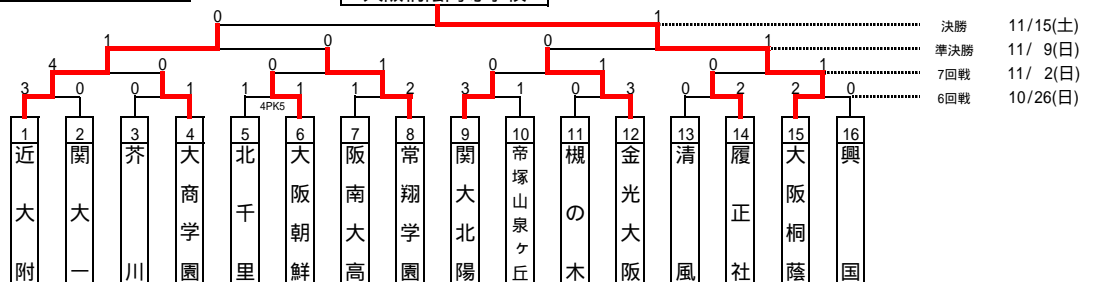 0 1
決勝 11/15(土)
1 0 0 1
準決勝 11/ 9(日)
4 0 0 1 0 1 0 1
7回戦 11/ 2(日)
3 0 0 1 1 1 1 2 3 1 0 3 0 2 2 0
6回戦 10/26(日)
4PK5
1 近大附
2 関大一
3 芥川
4 大商学園
5 北千里
6 大阪朝鮮
7 阪南大高
8 常翔学園
9 関大北陽
10 帝塚山泉ヶ丘
11 槻の木
12 金光大阪
13 清風
14 履正社
15 大阪桐蔭
16 興国